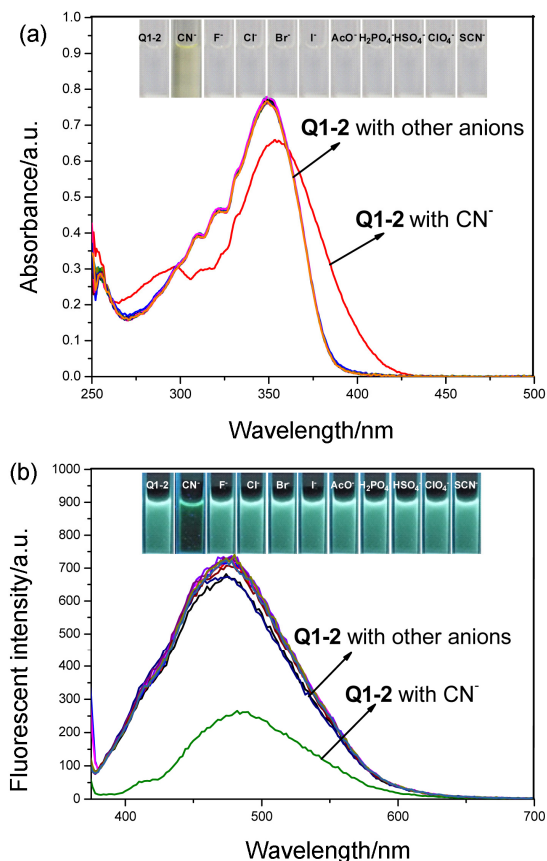 (a)
Q1-2 CN⁻ F⁻ Cl⁻ Br⁻ I⁻ AcO⁻ H₂PO₄⁻ HSO₄⁻ ClO₄⁻ SCN⁻
Q1-2 with other anions
Q1-2 with CN⁻
Absorbance/a.u.
0.0 0.1 0.2 0.3 0.4 0.5 0.6 0.7 0.8 0.9 1.0
250 300 350 400 450 500
Wavelength/nm
(b)
Q1-2 CN⁻ F⁻ Cl⁻ Br⁻ I⁻ AcO⁻ H₂PO₄⁻ HSO₄⁻ ClO₄⁻ SCN⁻
Q1-2 with other anions
Q1-2 with CN⁻
Fluorescent intensity/a.u.
0 100 200 300 400 500 600 700 800 900 1000
400 500 600 700
Wavelength/nm